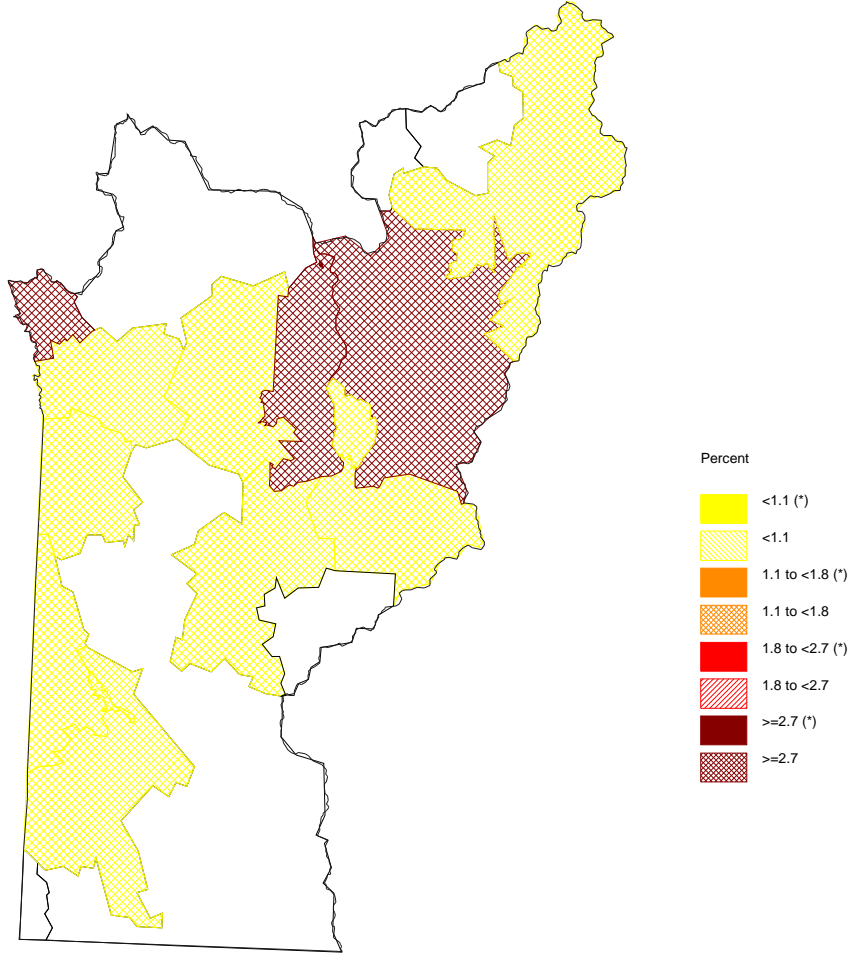 Percent
<1.1 (*)
<1.1
1.1 to <1.8 (*)
1.1 to <1.8
1.8 to <2.7 (*)
1.8 to <2.7
>=2.7 (*)
>=2.7